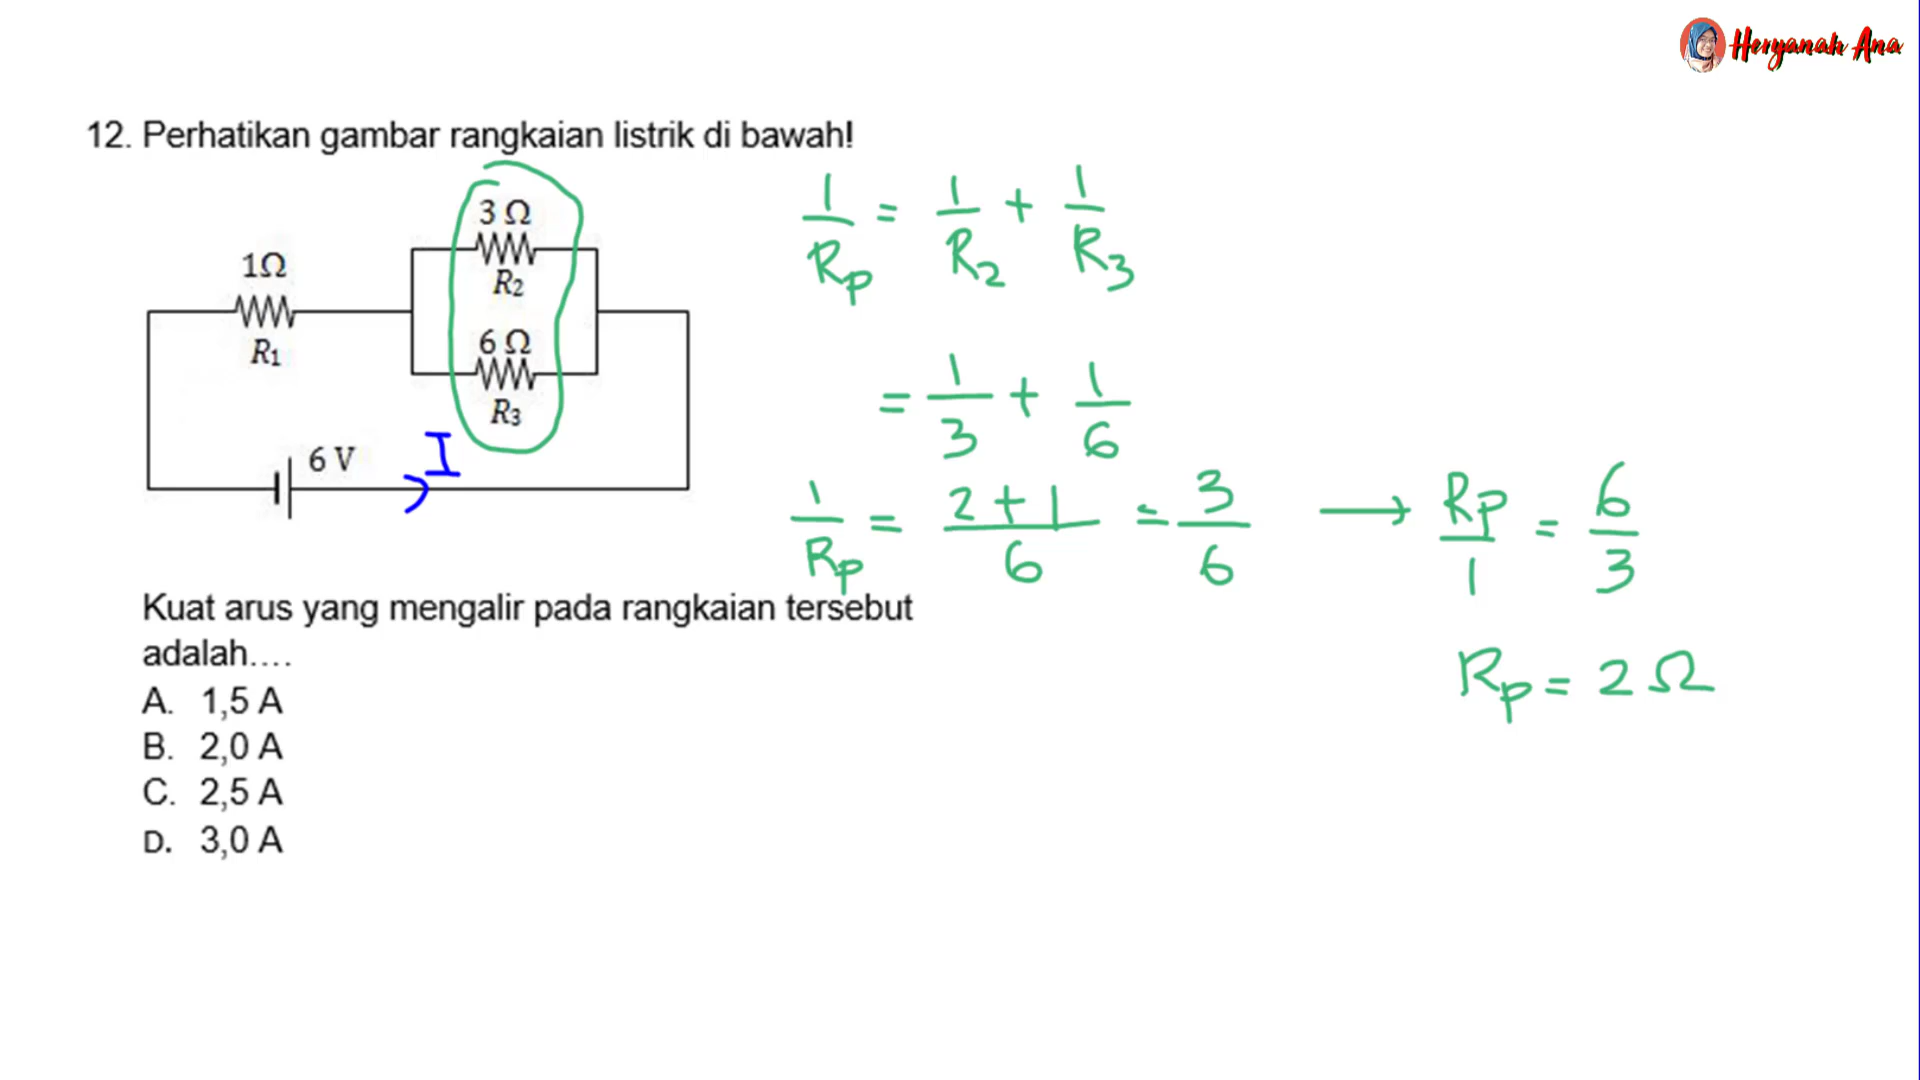 Heryanah Ana
12. Perhatikan gambar rangkaian listrik di bawah!
3 Ω
R2
1Ω
R1
6 Ω
R3
6 V
I
1/Rp = 1/R2 + 1/R3
= 1/3 + 1/6
1/Rp = 2+1/6 = 3/6 → Rp/1 = 6/3
Rp = 2 Ω
Kuat arus yang mengalir pada rangkaian tersebut
adalah....
A. 1,5 A
B. 2,0 A
C. 2,5 A
D. 3,0 A